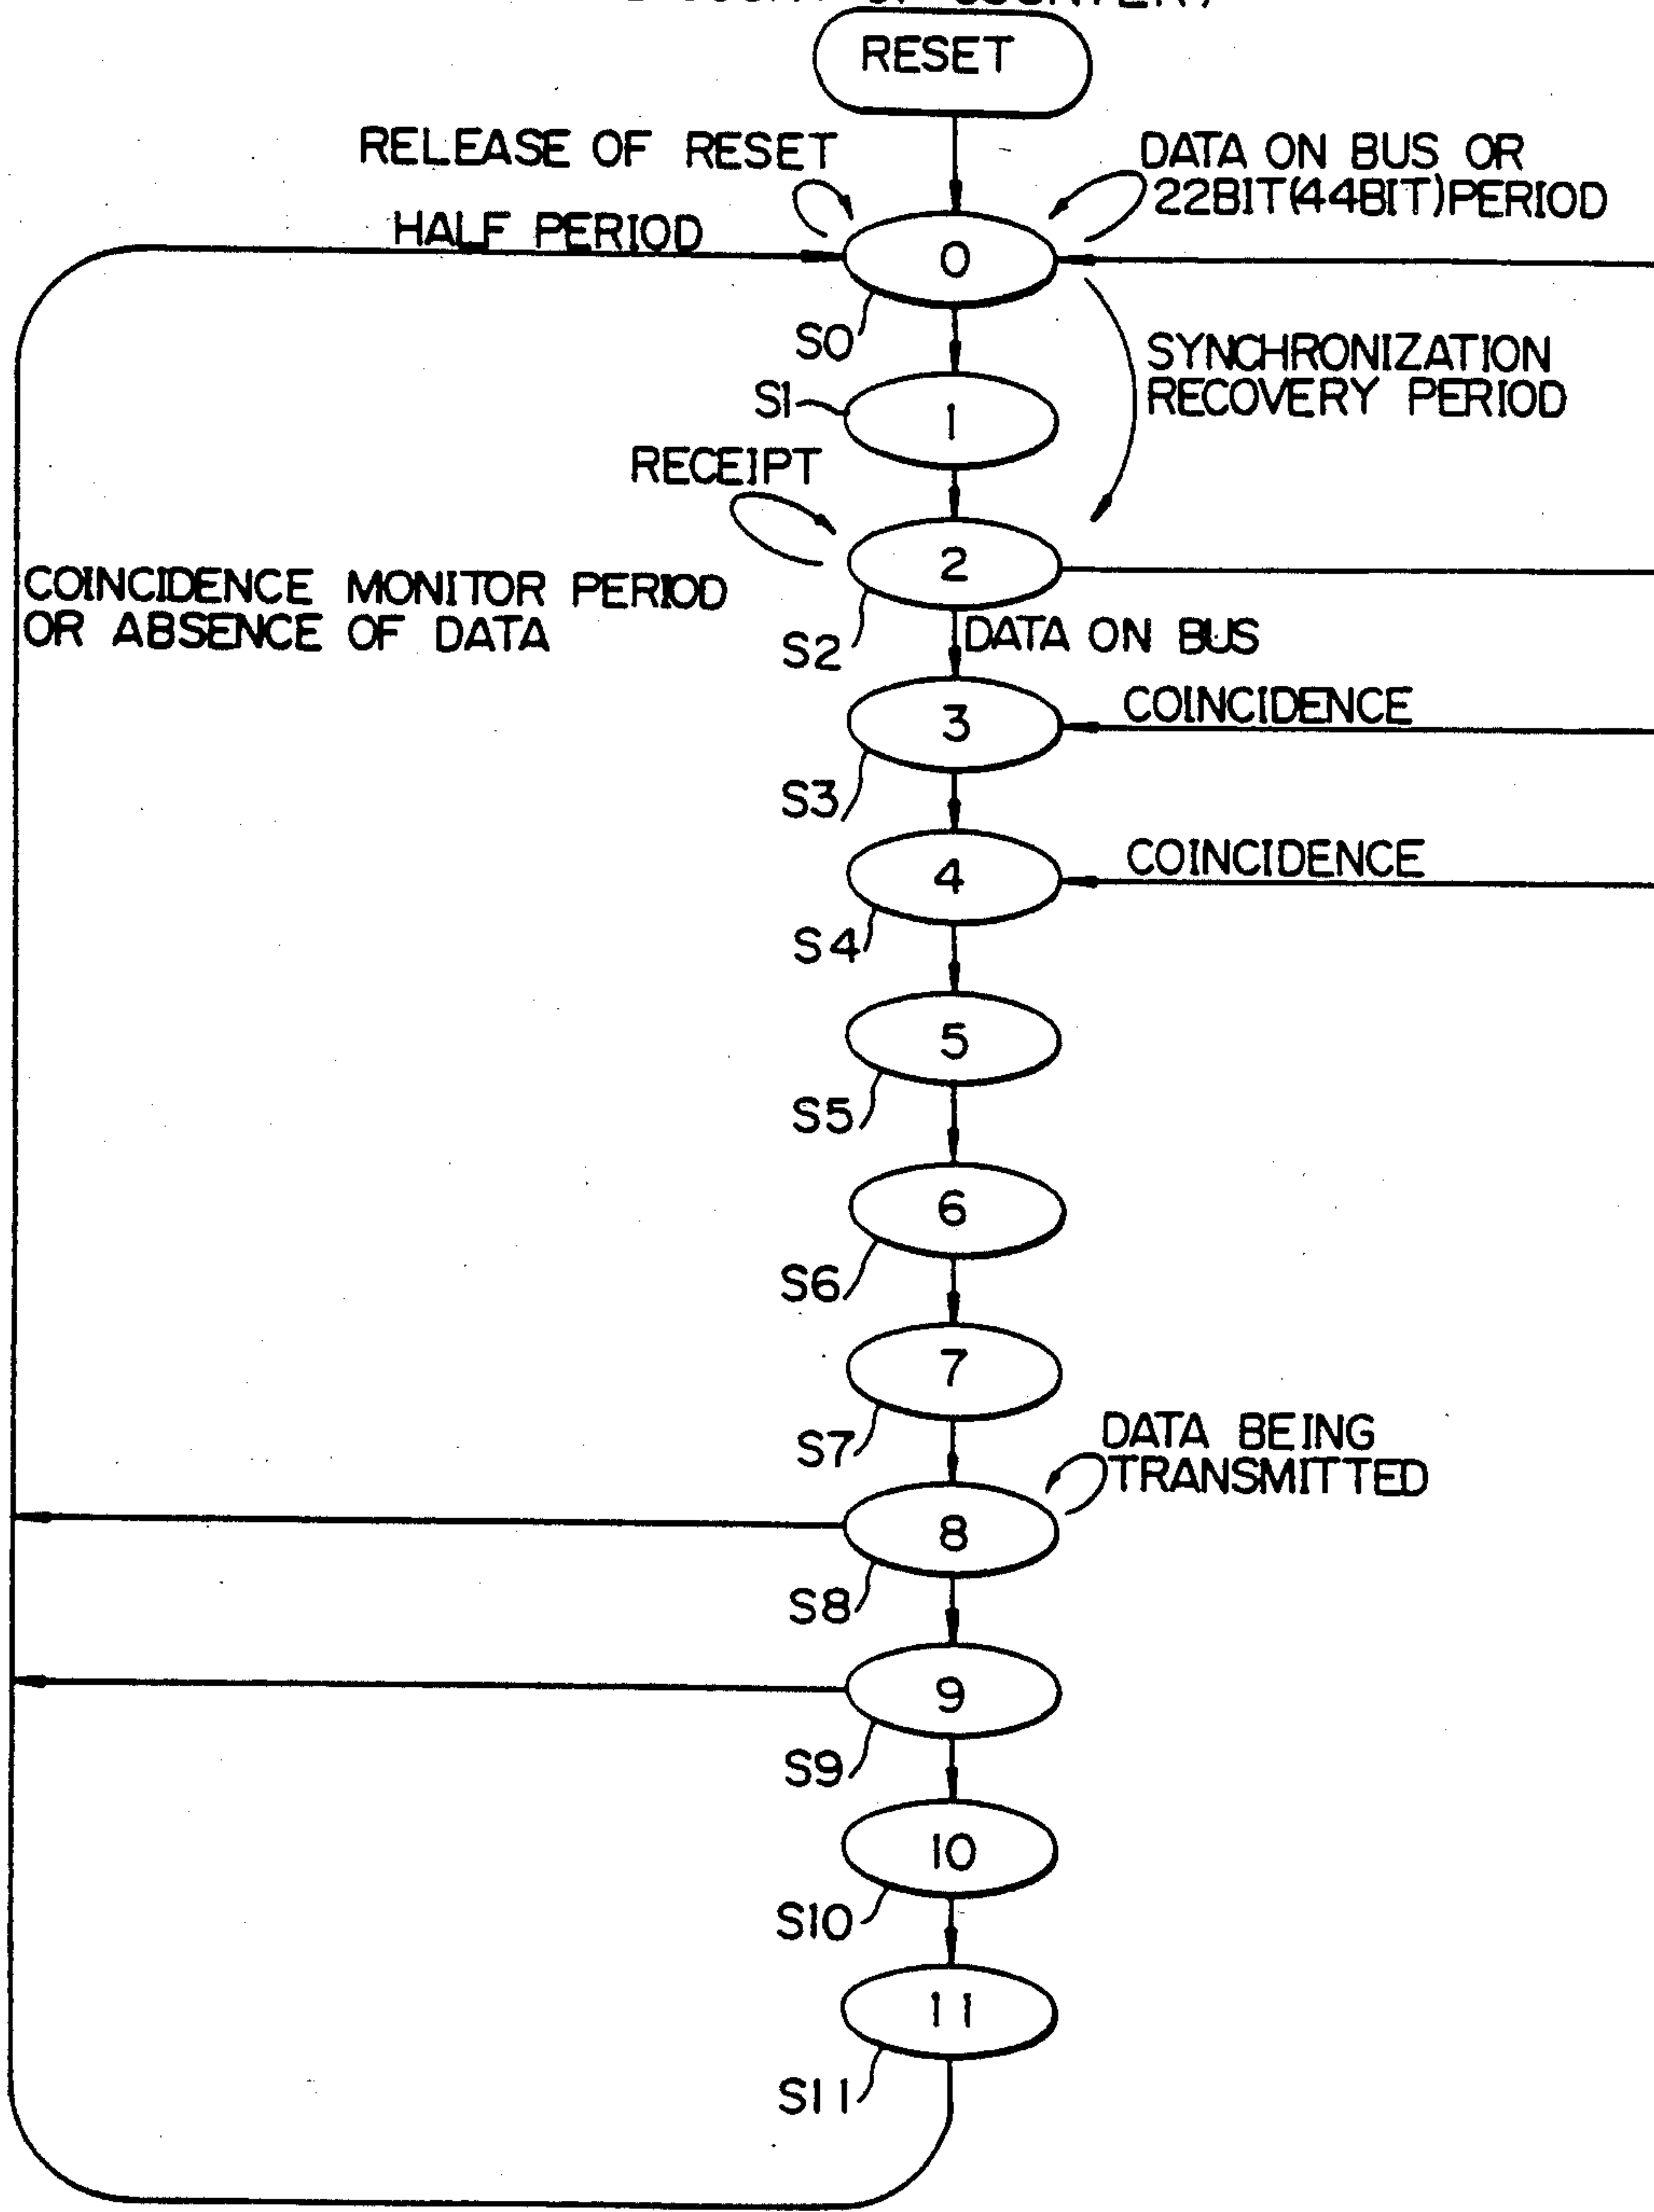 COUNTER)
RESET
RELEASE OF RESET
DATA ON BUS OR
22BIT(44BIT)PERIOD
HALF PERIOD
0
S0
SYNCHRONIZATION
RECOVERY PERIOD
S1
1
RECEIPT
2
COINCIDENCE MONITOR PERIOD
OR ABSENCE OF DATA
S2
DATA ON BUS
3
COINCIDENCE
S3
4
COINCIDENCE
S4
5
S5
6
S6
7
S7
DATA BEING
TRANSMITTED
8
S8
9
S9
10
S10
11
S11